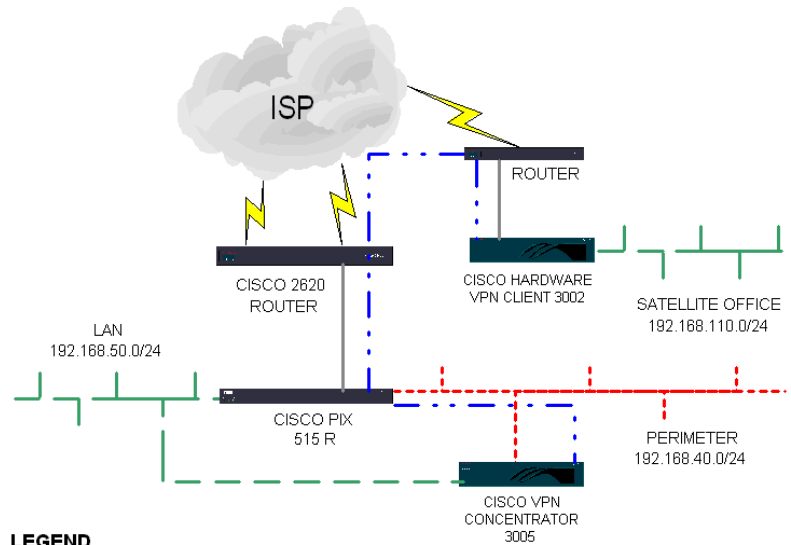 ISP
ROUTER
CISCO 2620
ROUTER
CISCO HARDWARE
VPN CLIENT 3002
SATELLITE OFFICE
192.168.110.0/24
LAN
192.168.50.0/24
CISCO PIX
515 R
PERIMETER
192.168.40.0/24
CISCO VPN
CONCENTRATOR
3005
LEGEND